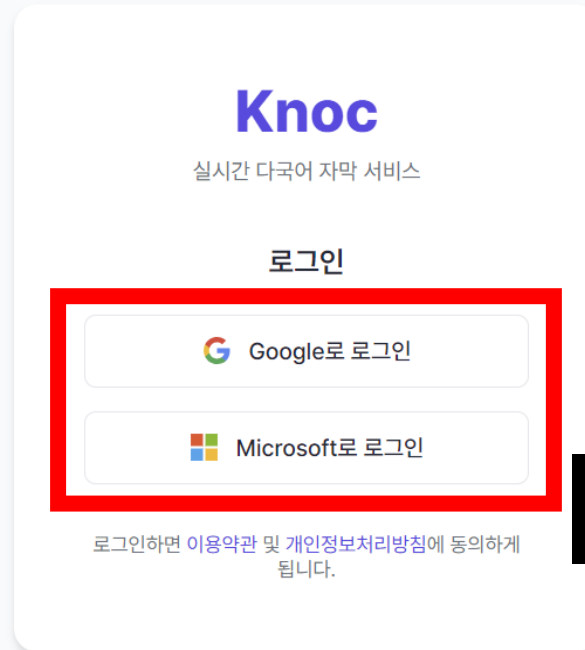 Knoc
실시간 다국어 자막 서비스
로그인
Google로 로그인
Microsoft로 로그인
로그인하면 이용약관 및 개인정보처리방침에 동의하게
됩니다.